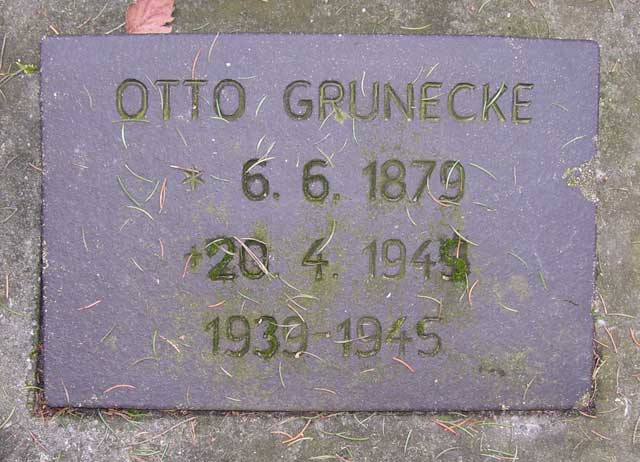 OTTO GRUNECKE
* 6. 6. 1879
+ 20. 4. 1945
1939-1945